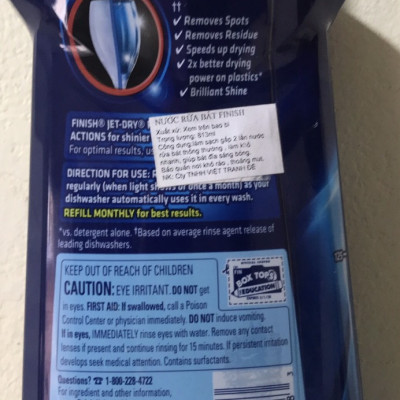 ††
✓ Removes Spots
✓ Removes Residue
✓ Speeds up drying
✓ 2x better drying
power on plastics*
✓ Brilliant Shine
FINISH® JET-DRY®
ACTIONS for shinier
For optimal results, us
NƯỚC RỬA BÁT FINISH
Xuất xứ: Xem trên bao bì
Trọng lượng: 613ml
Công dụng:làm sạch gấp 2 lần nước
rửa bát thông thường , làm khô
nhanh, giúp bát đĩa sáng bóng
Bảo quản nơi khô ráo , thoáng mát,
NK: Cty TNHH VIET TRANH DE
DIRECTION FOR USE:
regularly (when light shows or once a month) as your
dishwasher automatically uses it in every wash.
REFILL MONTHLY for best results.
*vs. detergent alone. †Based on average rinse agent release of
leading dishwashers.
KEEP OUT OF REACH OF CHILDREN
CAUTION: EYE IRRITANT. DO NOT get
in eyes. FIRST AID: If swallowed, call a Poison
Control Center or physician immediately. DO NOT induce vomiting.
If in eyes, IMMEDIATELY rinse eyes with water. Remove any contact
lenses if present and continue rinsing for 15 minutes. If persistent irritation
develops seek medical attention. Contains surfactants.
BOX TOPS
EDUCATION
Questions? ☎ 1-800-228-4722
For ingredient and other information,